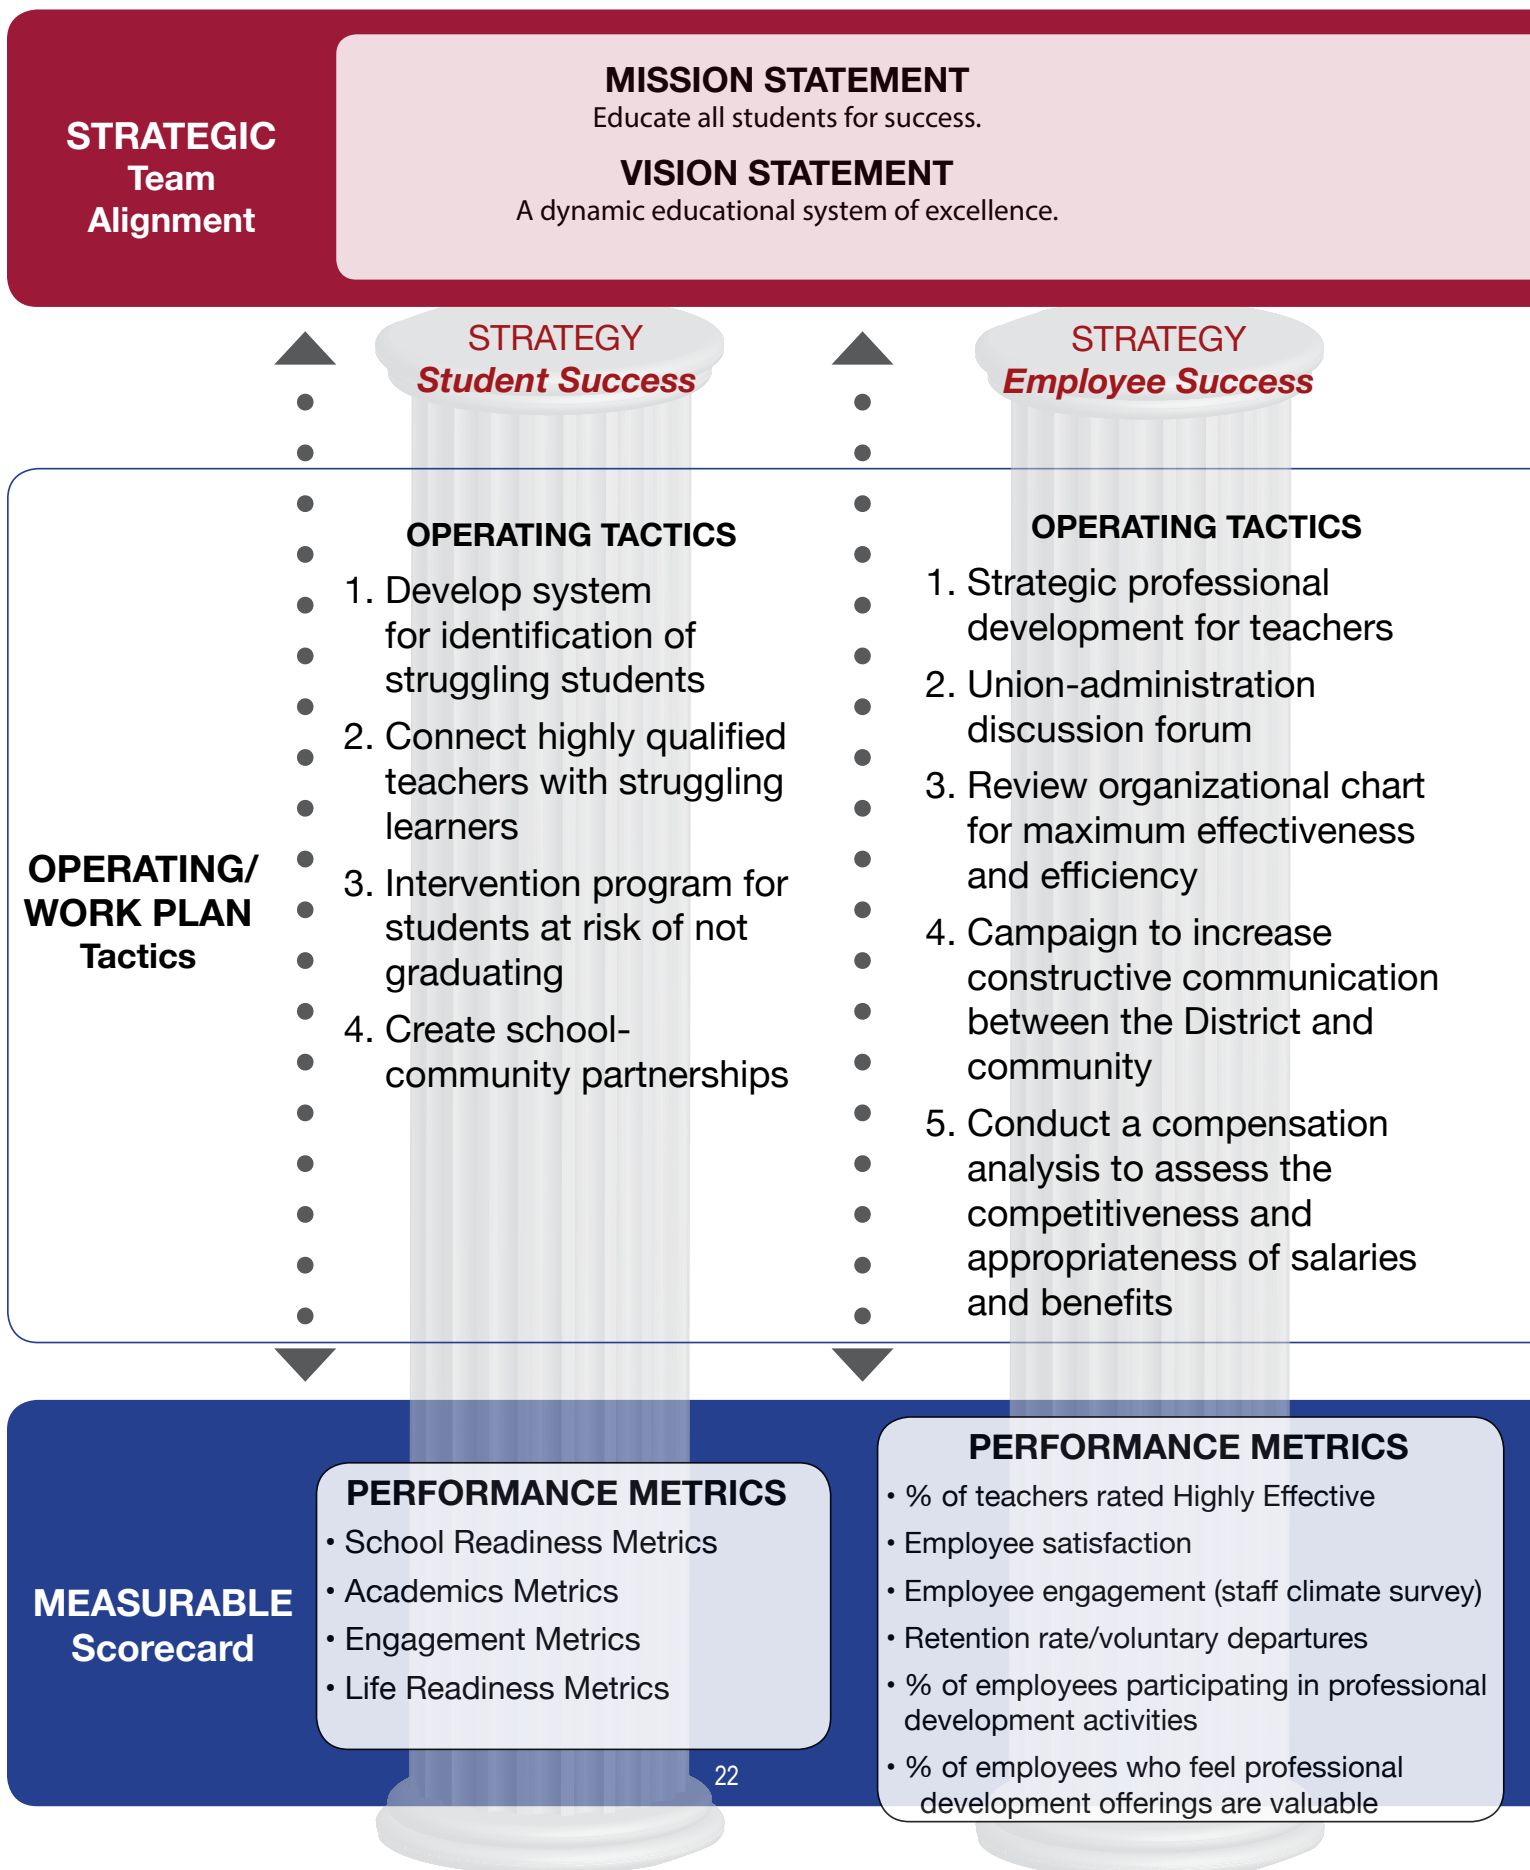 STRATEGIC
Team
Alignment
MISSION STATEMENT
Educate all students for success.
VISION STATEMENT
A dynamic educational system of excellence.
STRATEGY
Student Success
STRATEGY
Employee Success
OPERATING/
WORK PLAN
Tactics
OPERATING TACTICS
1. Develop system
for identification of
struggling students
2. Connect highly qualified
teachers with struggling
learners
3. Intervention program for
students at risk of not
graduating
4. Create school-
community partnerships
OPERATING TACTICS
1. Strategic professional
development for teachers
2. Union-administration
discussion forum
3. Review organizational chart
for maximum effectiveness
and efficiency
4. Campaign to increase
constructive communication
between the District and
community
5. Conduct a compensation
analysis to assess the
competitiveness and
appropriateness of salaries
and benefits
MEASURABLE
Scorecard
PERFORMANCE METRICS
• School Readiness Metrics
• Academics Metrics
• Engagement Metrics
• Life Readiness Metrics
PERFORMANCE METRICS
• % of teachers rated Highly Effective
• Employee satisfaction
• Employee engagement (staff climate survey)
• Retention rate/voluntary departures
• % of employees participating in professional
development activities
• % of employees who feel professional
development offerings are valuable
22